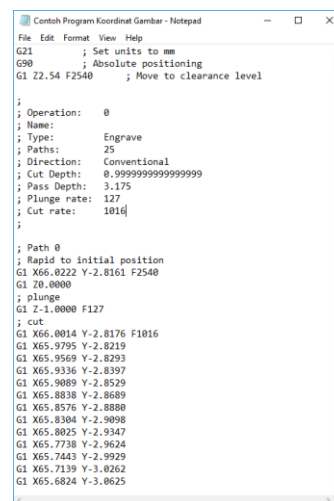 Contoh Program Koordinat Gambar - Notepad
File Edit Format View Help
G21 ; Set units to mm
G90 ; Absolute positioning
G1 Z2.54 F2540 ; Move to clearance level
;
; Operation: 0
; Name:
; Type: Engrave
; Paths: 25
; Direction: Conventional
; Cut Depth: 0.9999999999999999
; Pass Depth: 3.175
; Plunge rate: 127
; Cut rate: 1016
;
; Path 0
; Rapid to initial position
G1 X66.0222 Y-2.8161 F2540
G1 Z0.0000
; plunge
G1 Z-1.0000 F127
; cut
G1 X66.0014 Y-2.8176 F1016
G1 X65.9795 Y-2.8219
G1 X65.9569 Y-2.8293
G1 X65.9336 Y-2.8397
G1 X65.9089 Y-2.8529
G1 X65.8838 Y-2.8689
G1 X65.8576 Y-2.8880
G1 X65.8304 Y-2.9098
G1 X65.8025 Y-2.9347
G1 X65.7738 Y-2.9624
G1 X65.7443 Y-2.9929
G1 X65.7139 Y-3.0262
G1 X65.6824 Y-3.0625